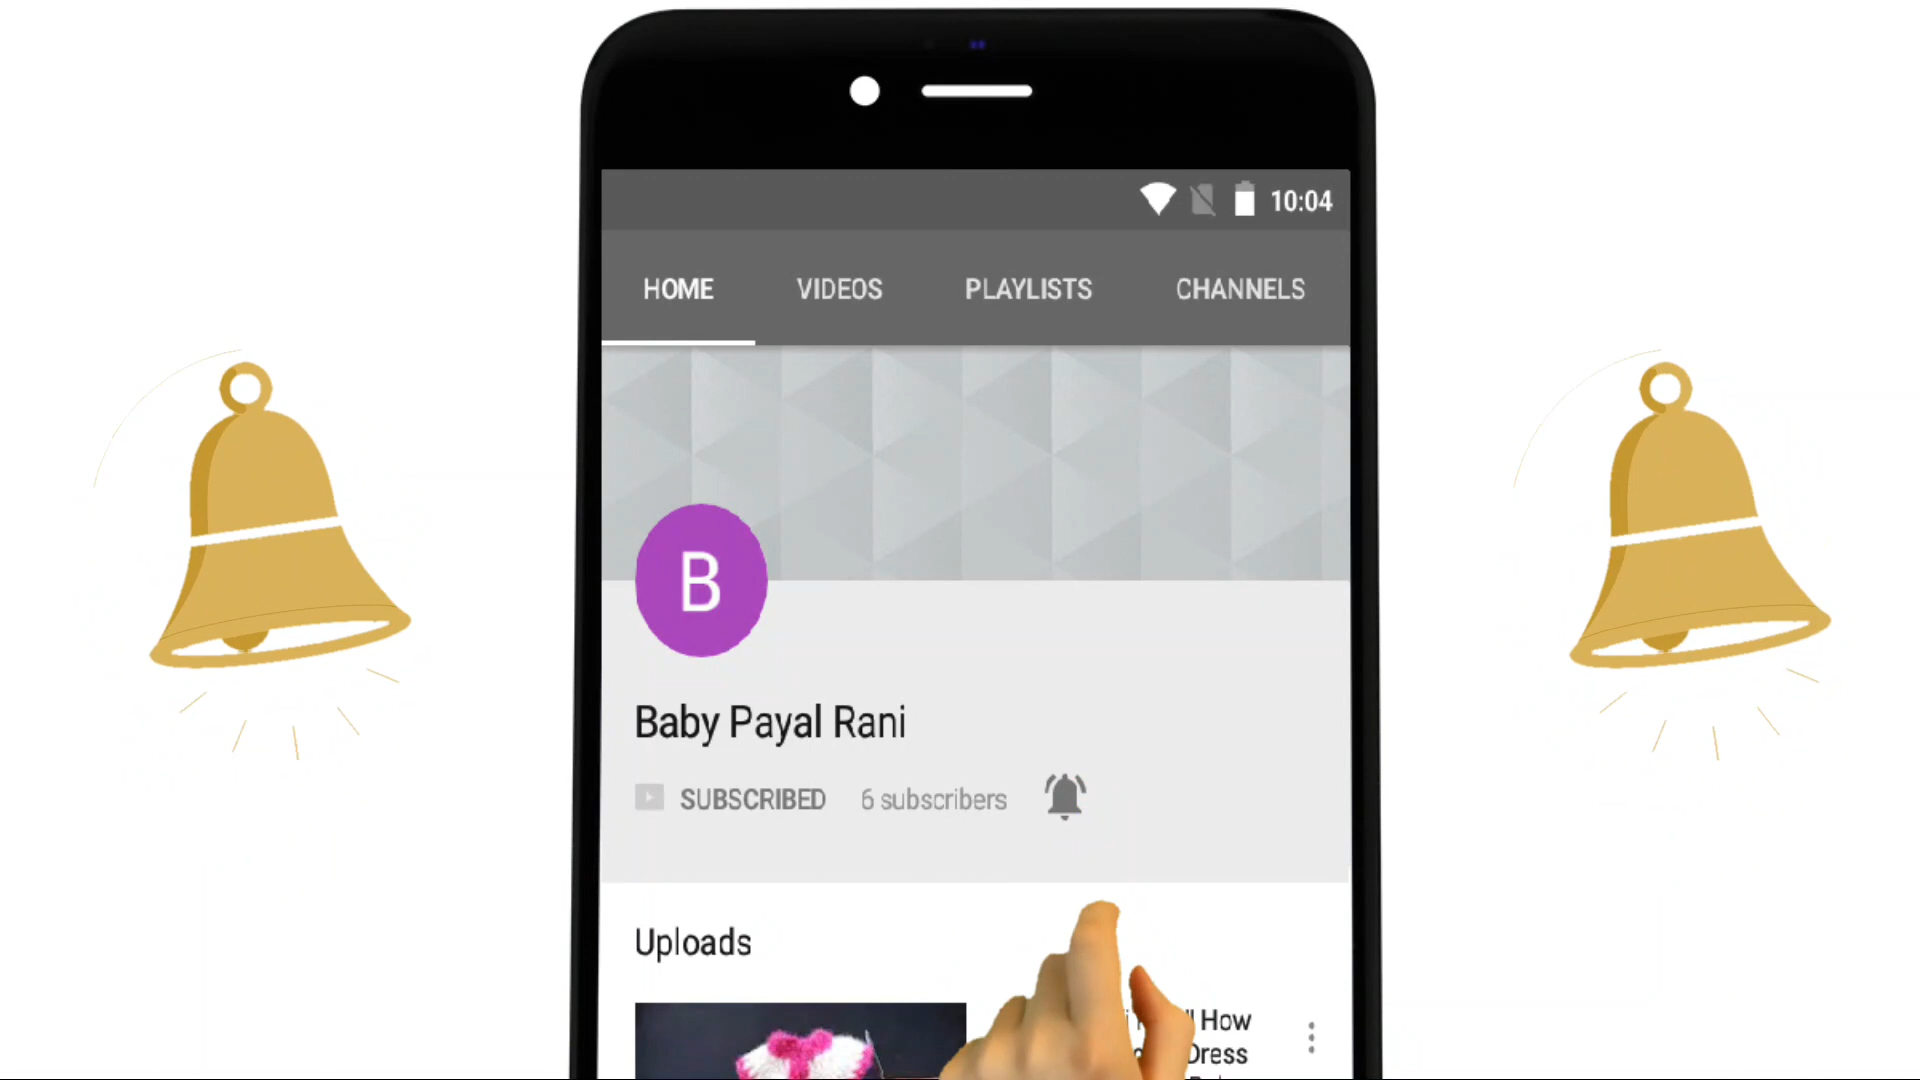 10:04
HOME VIDEOS PLAYLISTS CHANNELS
B
Baby Payal Rani
SUBSCRIBED 6 subscribers
Uploads
How
Dress